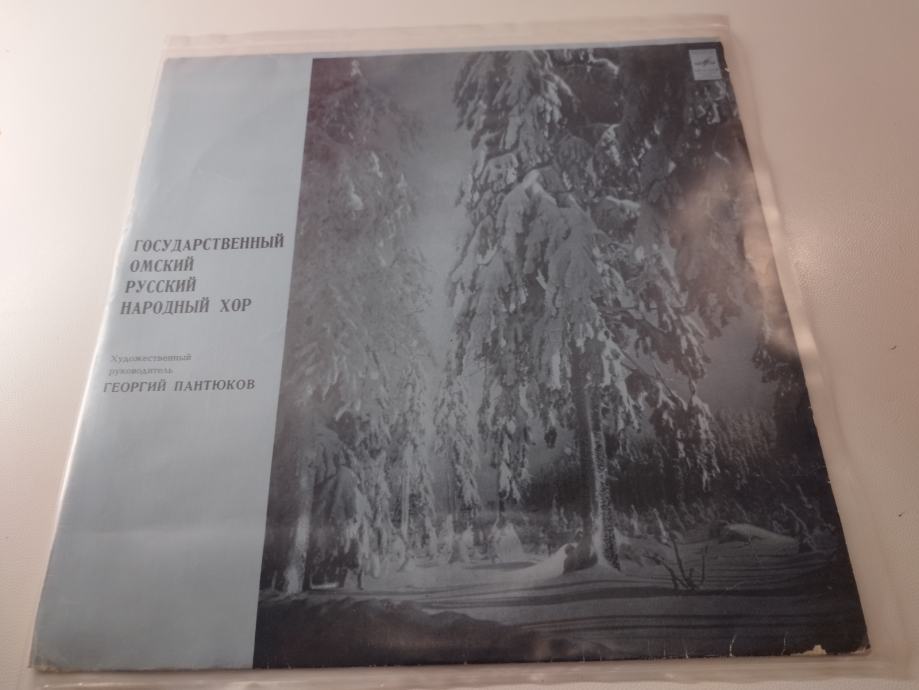 ГОСУДАРСТВЕННЫЙ
ОМСКИЙ
РУССКИЙ
НАРОДНЫЙ ХОР
Художественный
руководитель
ГЕОРГИЙ ПАНТЮКОВ